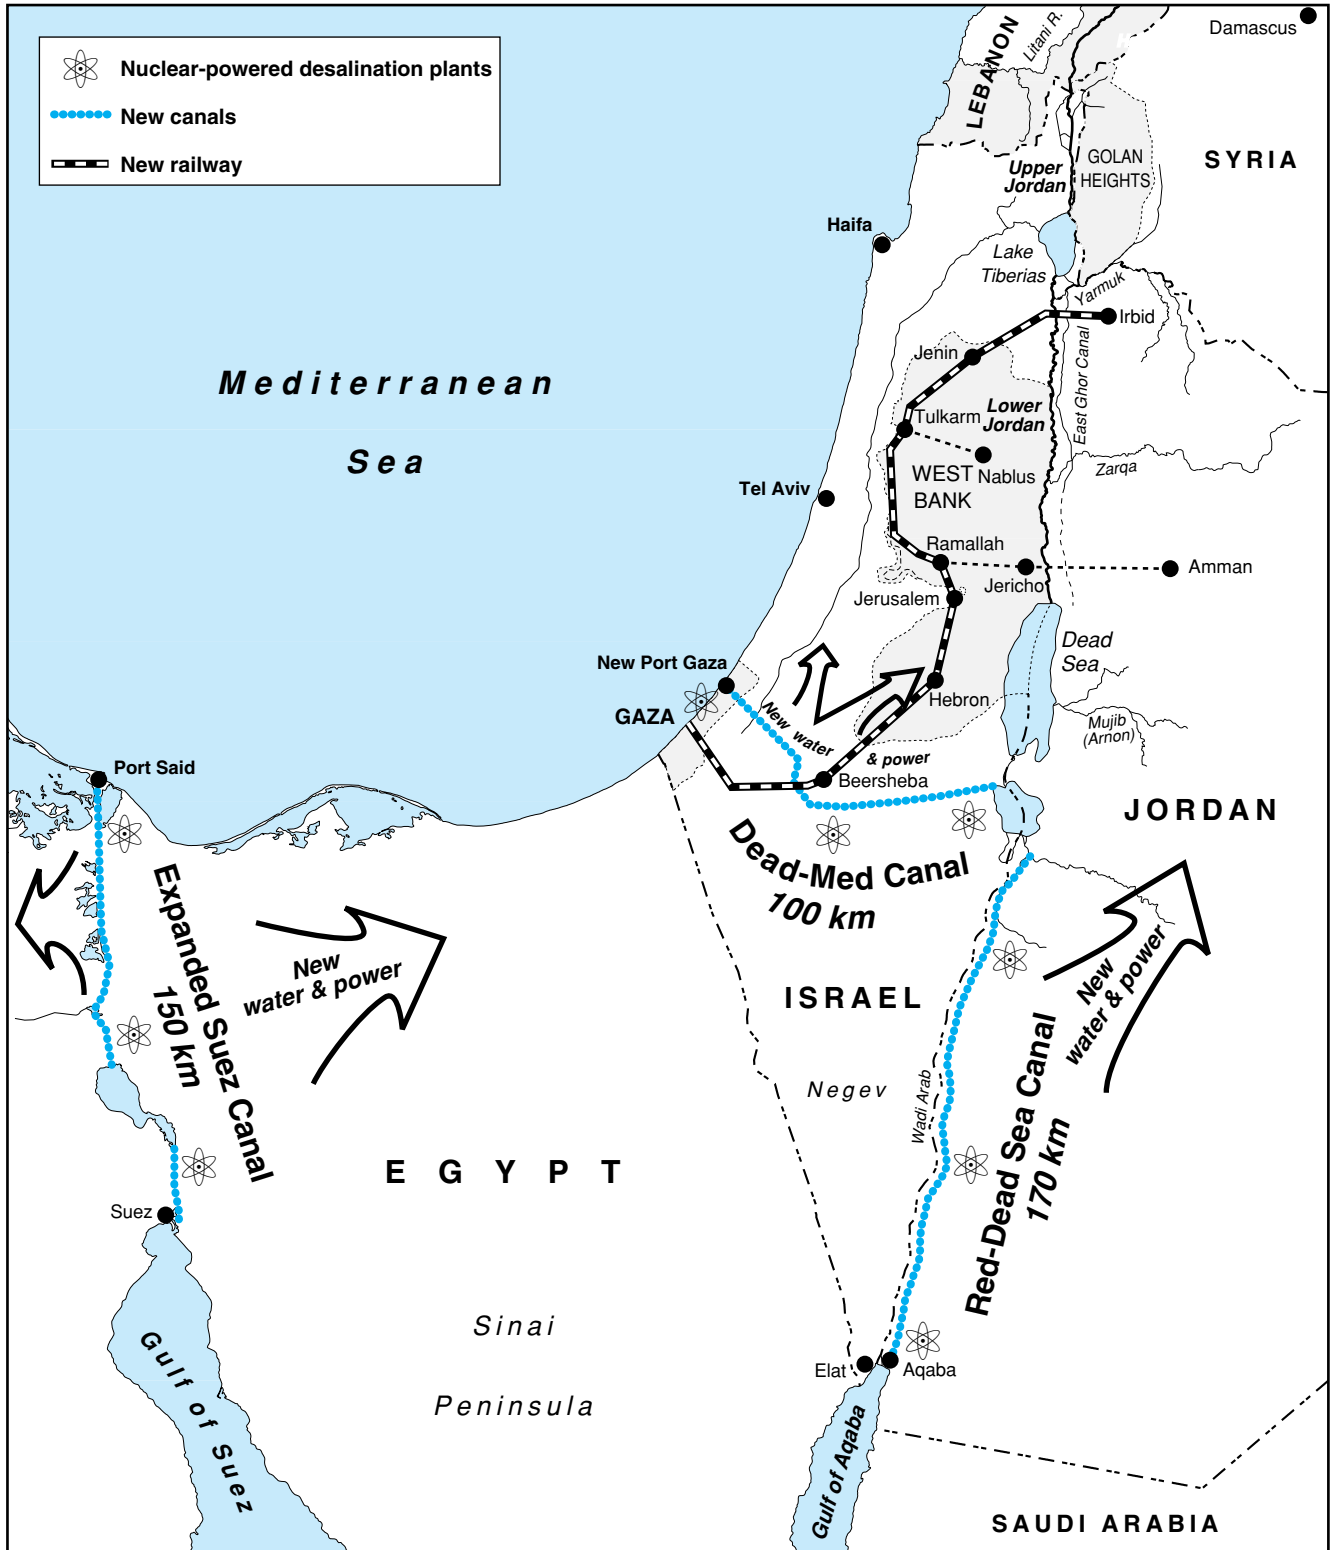 Nuclear-powered desalination plants
New canals
New railway
Damascus
Litani R.
LEBANON
SYRIA
GOLAN
HEIGHTS
Upper
Jordan
Haifa
Lake
Tiberias
Yarmuk
Irbid
Jenin
East Ghor Canal
Mediterranean
Sea
Tulkarm
Lower
Jordan
Nablus
WEST
BANK
Zarqa
Tel Aviv
Ramallah
Jericho
Amman
Jerusalem
Dead
Sea
New Port Gaza
GAZA
Hebron
Mujib
(Arnon)
New water
& power
Beersheba
Port Said
JORDAN
Dead-Med Canal
100 km
Expanded Suez Canal
150 km
New
water & power
ISRAEL
New
water & power
Negev
Wadi Arab
Red-Dead Sea Canal
170 km
EGYPT
Suez
Sinai
Peninsula
Elat
Aqaba
Gulf of Suez
Gulf of Aqaba
SAUDI ARABIA